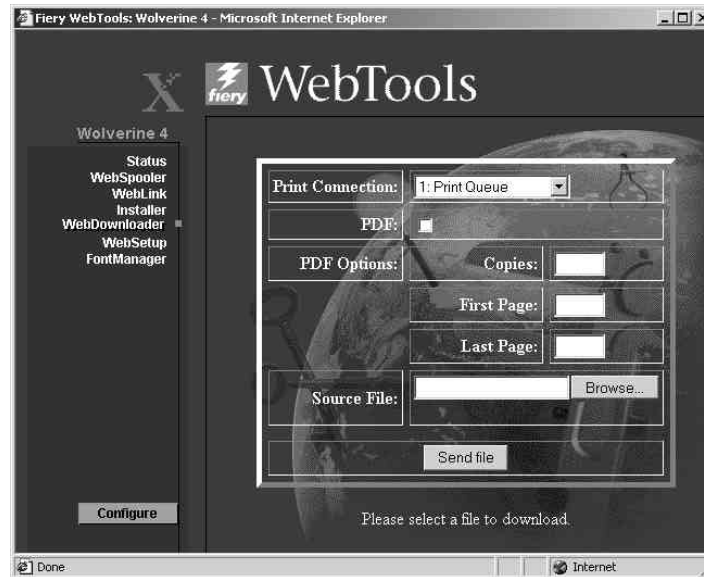 Fiery WebTools: Wolverine 4 - Microsoft Internet Explorer
X fiery WebTools
Wolverine 4
Status
WebSpooler
WebLink
Installer
WebDownloader
WebSetup
FontManager
Configure
Print Connection: 1: Print Queue
PDF:
PDF Options: Copies:
First Page:
Last Page:
Source File: Browse...
Send file
Please select a file to download.
Done Internet